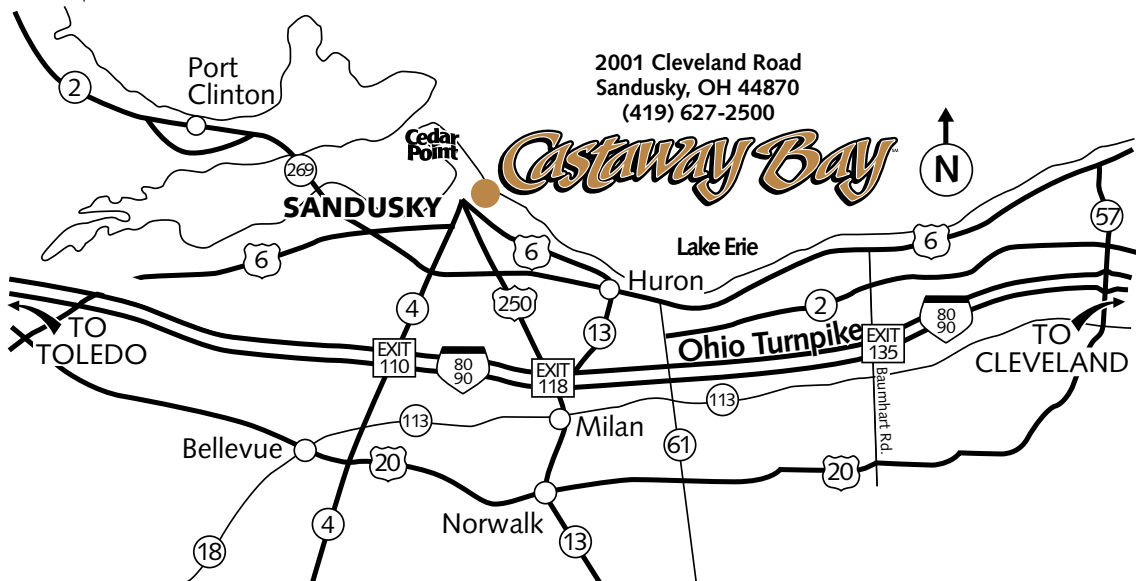 2001 Cleveland Road
Sandusky, OH 44870
(419) 627-2500
Castaway Bay
Port
Clinton
2
Cedar
Point
N
269
SANDUSKY
57
6
6
6
Lake Erie
Huron
4
250
2
80
90
TO
TOLEDO
13
Ohio Turnpike
EXIT
135
TO
CLEVELAND
EXIT
110
80
90
EXIT
118
Baumhart Rd.
113
113
Milan
Bellevue
61
20
20
Norwalk
4
13
18